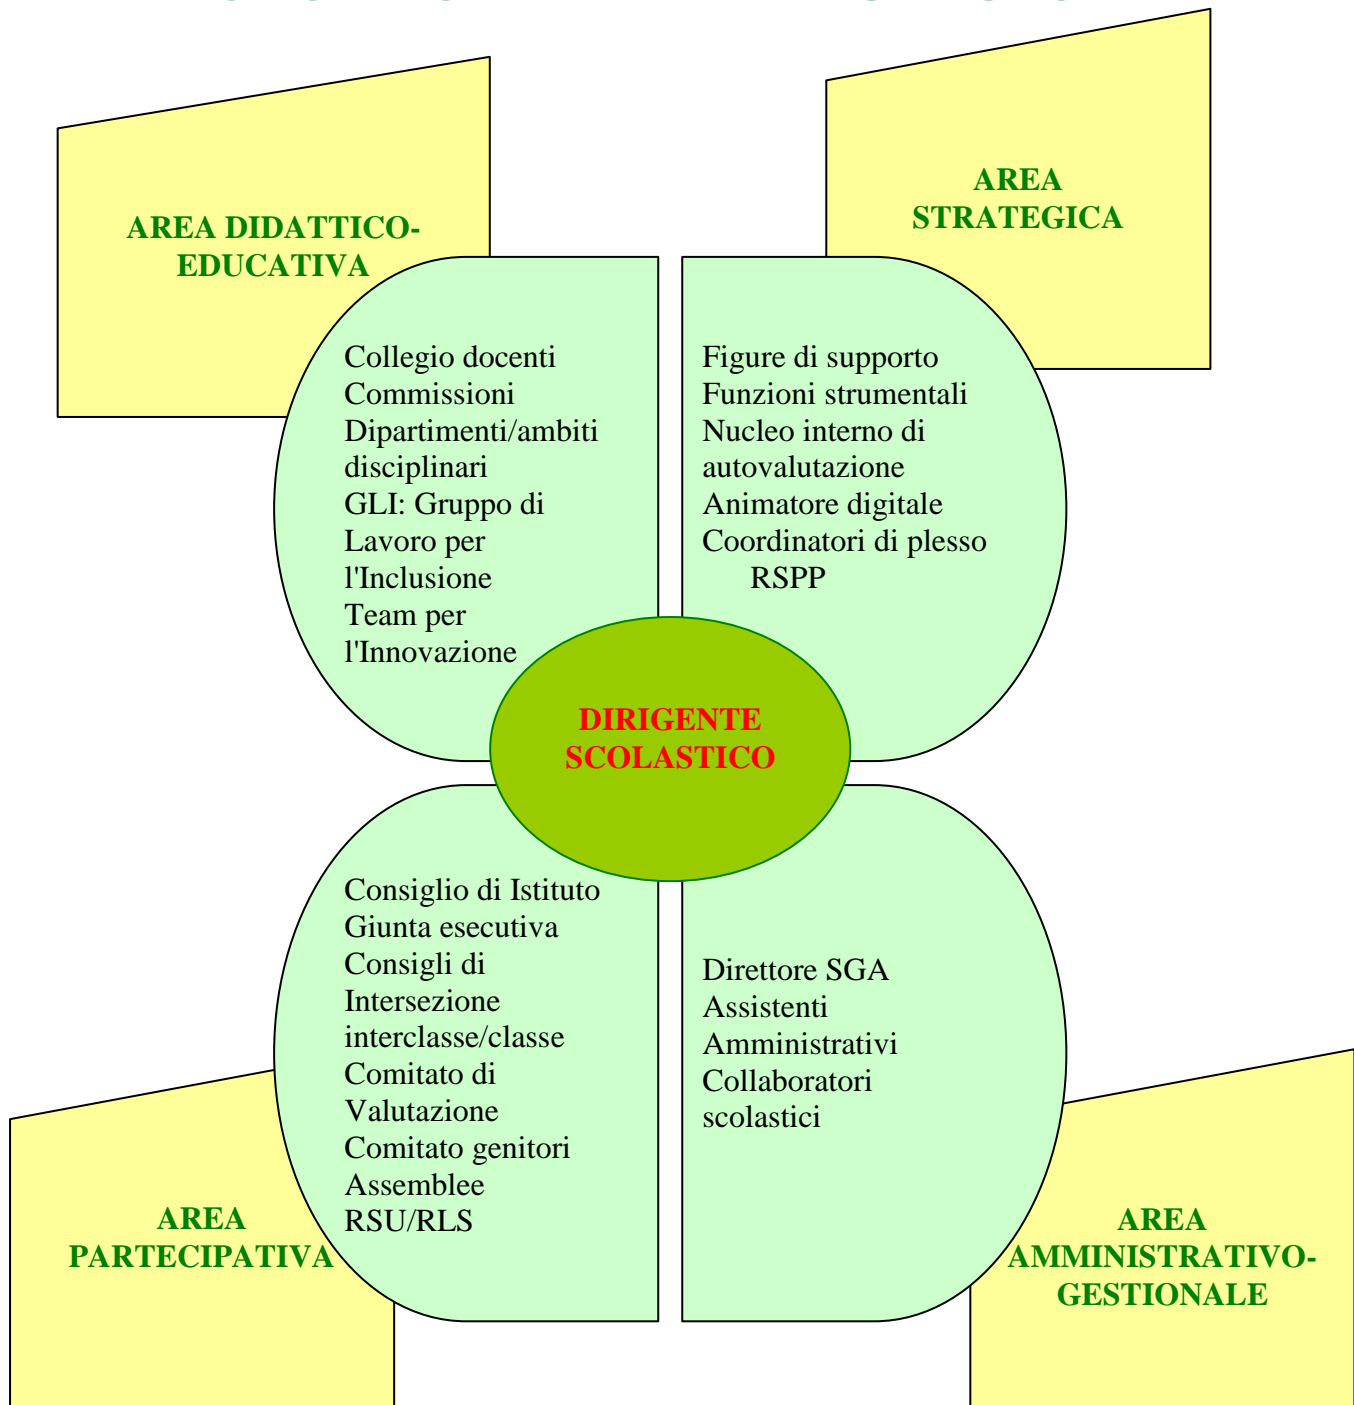 AREA DIDATTICO-
EDUCATIVA
AREA
STRATEGICA
Collegio docenti
Commissioni
Dipartimenti/ambiti
disciplinari
GLI: Gruppo di
Lavoro per
l'Inclusione
Team per
l'Innovazione
Figure di supporto
Funzioni strumentali
Nucleo interno di
autovalutazione
Animatore digitale
Coordinatori di plesso
RSPP
DIRIGENTE
SCOLASTICO
Consiglio di Istituto
Giunta esecutiva
Consigli di
Intersezione
interclasse/classe
Comitato di
Valutazione
Comitato genitori
Assemblee
RSU/RLS
Direttore SGA
Assistenti
Amministrativi
Collaboratori
scolastici
AREA
PARTECIPATIVA
AREA
AMMINISTRATIVO-
GESTIONALE